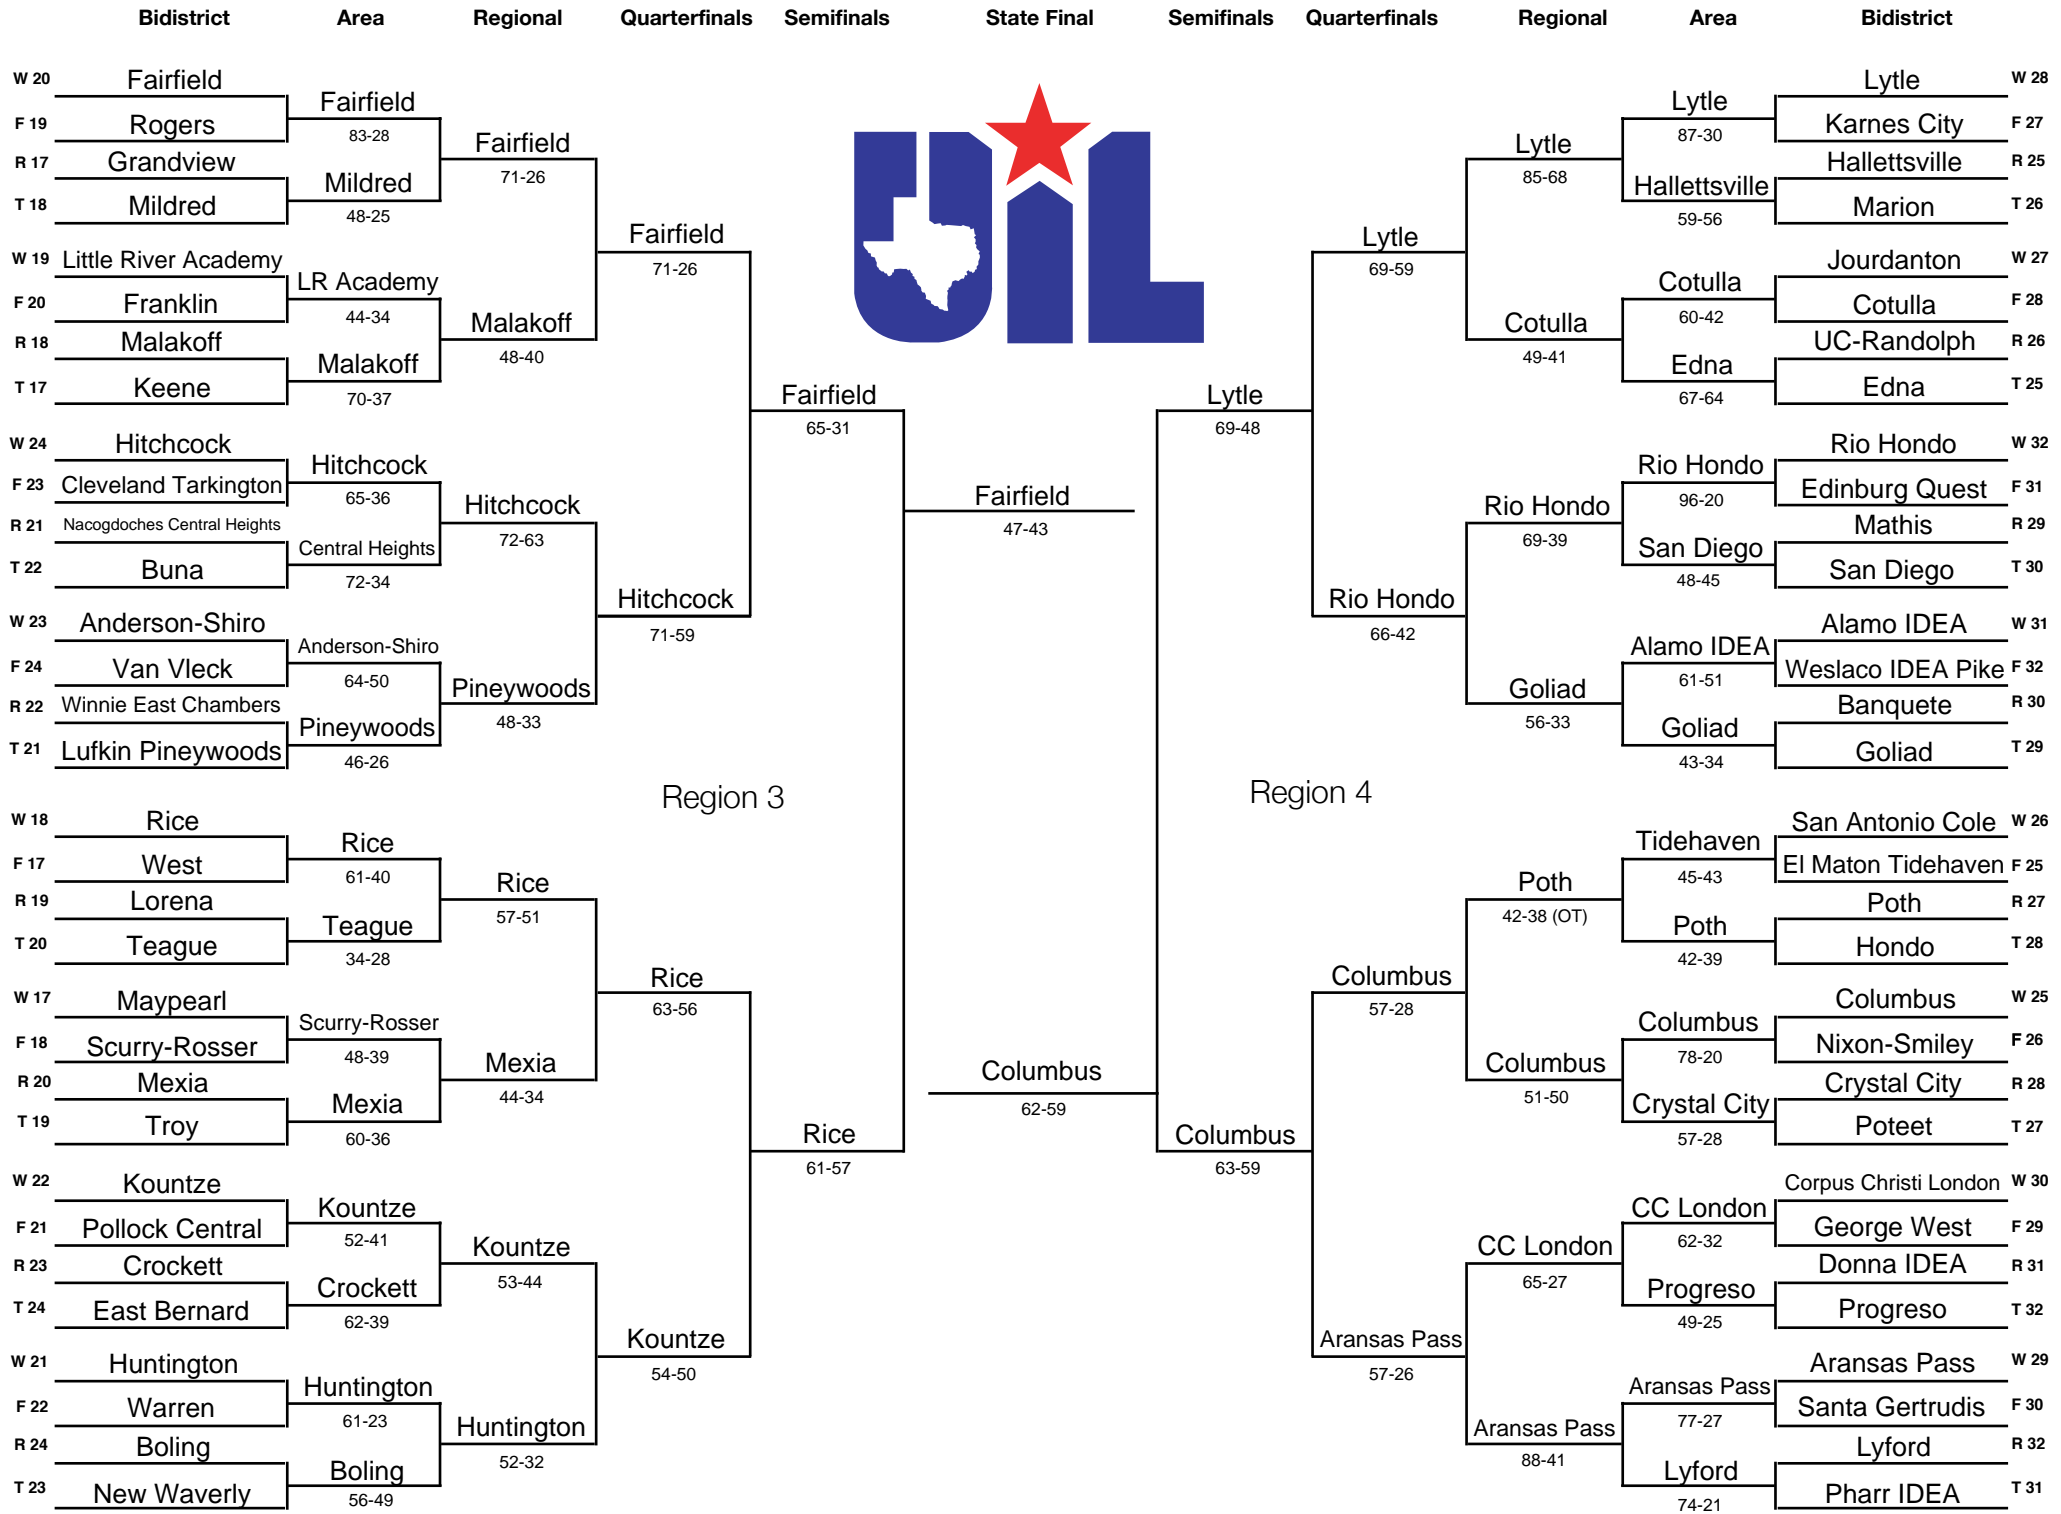 Bidistrict Area Regional Quarterfinals Semifinals State Final Semifinals Quarterfinals Regional Area Bidistrict
W 20 Fairfield
Fairfield
83-28
F 19 Rogers
Fairfield
71-26
R 17 Grandview
Mildred
48-25
T 18 Mildred
Fairfield
71-26
W 19 Little River Academy
LR Academy
44-34
F 20 Franklin
Malakoff
48-40
R 18 Malakoff
Malakoff
70-37
T 17 Keene
Fairfield
65-31
W 24 Hitchcock
Hitchcock
65-36
F 23 Cleveland Tarkington
Hitchcock
72-63
R 21 Nacogdoches Central Heights
Central Heights
72-34
T 22 Buna
Hitchcock
71-59
W 23 Anderson-Shiro
Anderson-Shiro
64-50
F 24 Van Vleck
Pineywoods
48-33
R 22 Winnie East Chambers
Pineywoods
46-26
T 21 Lufkin Pineywoods
Fairfield
47-43
Region 3
W 18 Rice
Rice
61-40
F 17 West
Rice
57-51
R 19 Lorena
Teague
34-28
T 20 Teague
Rice
63-56
W 17 Maypearl
Scurry-Rosser
48-39
F 18 Scurry-Rosser
Mexia
44-34
R 20 Mexia
Mexia
60-36
T 19 Troy
Rice
61-57
W 22 Kountze
Kountze
52-41
F 21 Pollock Central
Kountze
53-44
R 23 Crockett
Crockett
62-39
T 24 East Bernard
Kountze
54-50
W 21 Huntington
Huntington
61-23
F 22 Warren
Huntington
52-32
R 24 Boling
Boling
56-49
T 23 New Waverly
UIL
Lytle W 28
Lytle
87-30
Karnes City F 27
Lytle
85-68
Hallettsville R 25
Hallettsville
59-56
Marion T 26
Lytle
69-59
Jourdanton W 27
Cotulla
60-42
Cotulla F 28
Cotulla
49-41
UC-Randolph R 26
Edna
67-64
Edna T 25
Lytle
69-48
Rio Hondo W 32
Rio Hondo
96-20
Edinburg Quest F 31
Rio Hondo
69-39
Mathis R 29
San Diego
48-45
San Diego T 30
Rio Hondo
66-42
Alamo IDEA W 31
Alamo IDEA
61-51
Weslaco IDEA Pike F 32
Goliad
56-33
Banquete R 30
Goliad
43-34
Goliad T 29
Region 4
Columbus
62-59
San Antonio Cole W 26
Tidehaven
45-43
El Maton Tidehaven F 25
Poth
42-38 (OT)
Poth R 27
Poth
42-39
Hondo T 28
Columbus
57-28
Columbus W 25
Columbus
78-20
Nixon-Smiley F 26
Columbus
51-50
Crystal City R 28
Crystal City
57-28
Poteet T 27
Columbus
63-59
Corpus Christi London W 30
CC London
62-32
George West F 29
CC London
65-27
Donna IDEA R 31
Progreso
49-25
Progreso T 32
Aransas Pass
57-26
Aransas Pass W 29
Aransas Pass
77-27
Santa Gertrudis F 30
Aransas Pass
88-41
Lyford R 32
Lyford
74-21
Pharr IDEA T 31